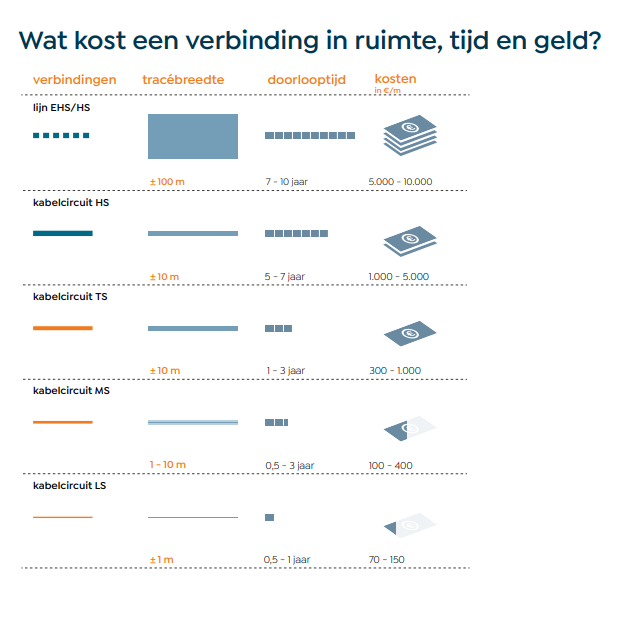 Wat kost een verbinding in ruimte, tijd en geld?
verbindingen tracébreedte doorlooptijd kosten
in €/m
lijn EHS/HS
±100 m 7 - 10 jaar 5.000 - 10.000
kabelcircuit HS
±10 m 5 - 7 jaar 1.000 - 5.000
kabelcircuit TS
±10 m 1 - 3 jaar 300 - 1.000
kabelcircuit MS
1 - 10 m 0,5 - 3 jaar 100 - 400
kabelcircuit LS
±1 m 0,5 - 1 jaar 70 - 150